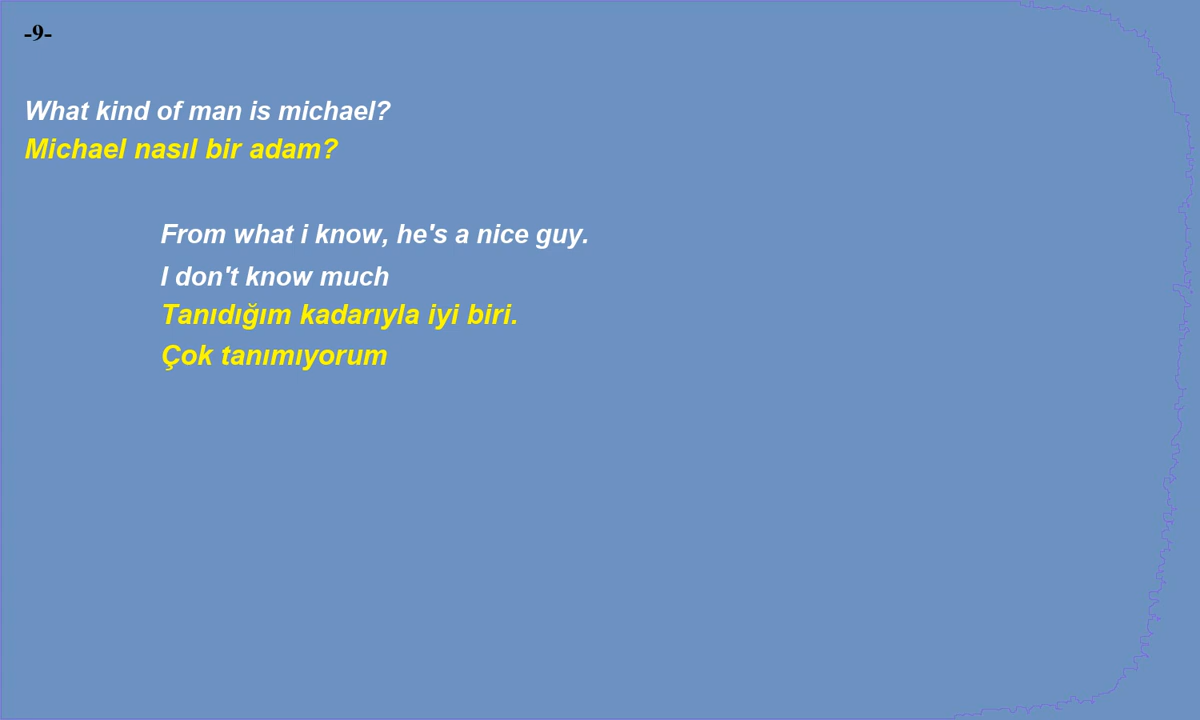 -9-
What kind of man is michael?
Michael nasıl bir adam?
From what i know, he's a nice guy.
I don't know much
Tanıdığım kadarıyla iyi biri.
Çok tanımıyorum